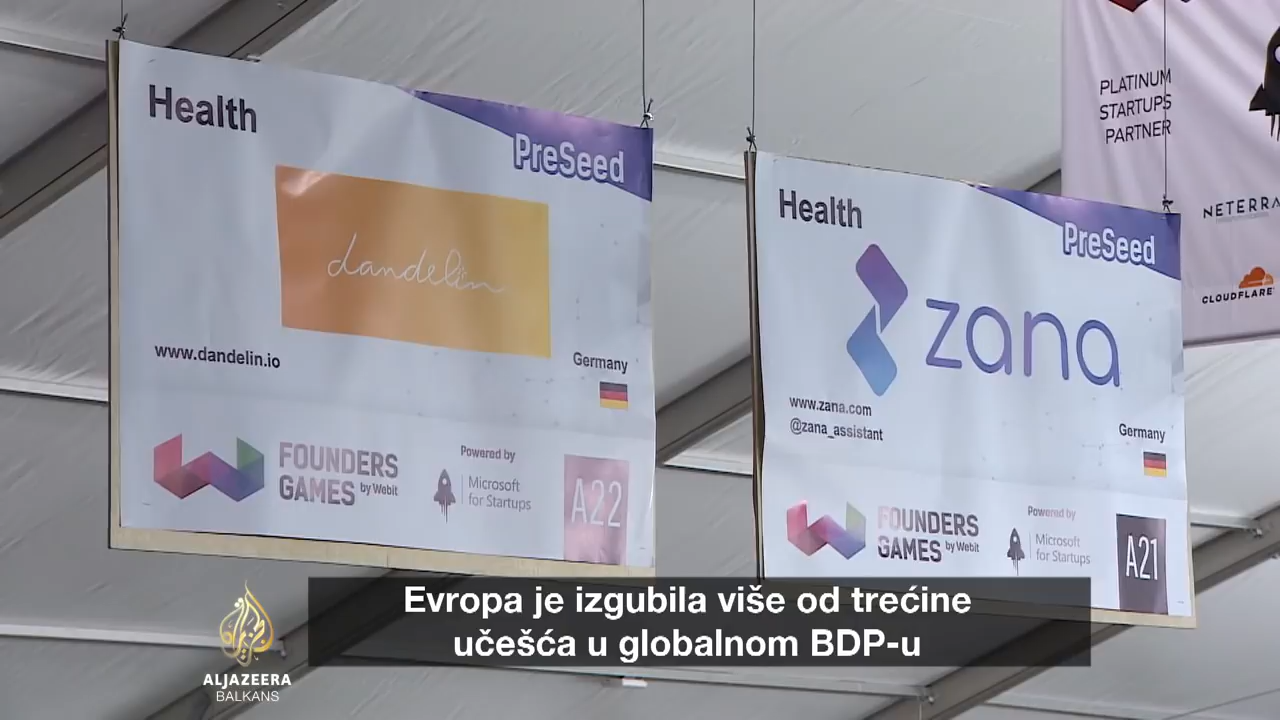 Health
PreSeed
dandelin
www.dandelin.io
Germany
FOUNDERS
GAMES by Webit
Powered by
Microsoft
for Startups
A22
Health
PreSeed
zana
www.zana.com
@zana_assistant
Germany
FOUNDERS
GAMES by Webit
Powered by
Microsoft
for Startups
A21
PLATINUM
STARTUPS
PARTNER
NETERRA
CLOUDFLARE
Evropa je izgubila više od trećine
učešća u globalnom BDP-u
ALJAZEERA
BALKANS